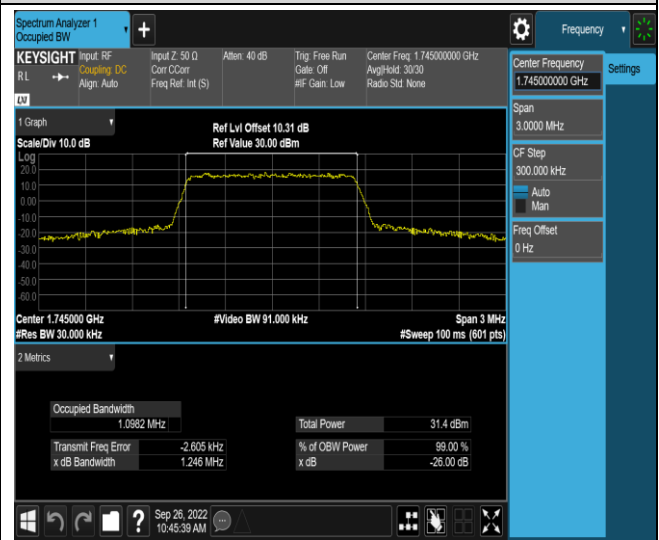 Spectrum Analyzer 1
Occupied BW
Frequency
KEYSIGHT
RL
LXI
Input: RF
Coupling: DC
Align: Auto
Input Z: 50 Ω
Corr CCorr
Freq Ref: Int (S)
Atten: 40 dB
Trig: Free Run
Gate: Off
#IF Gain: Low
Center Freq: 1.745000000 GHz
Avg|Hold: 30/30
Radio Std: None
Center Frequency
1.745000000 GHz
Settings
Span
3.0000 MHz
CF Step
300.000 kHz
Auto
Man
Freq Offset
0 Hz
1 Graph
Scale/Div 10.0 dB
Ref Lvl Offset 10.31 dB
Ref Value 30.00 dBm
Log
20.0
10.0
0.00
-10.0
-20.0
-30.0
-40.0
-50.0
-60.0
Center 1.745000 GHz
#Res BW 30.000 kHz
#Video BW 91.000 kHz
Span 3 MHz
#Sweep 100 ms (601 pts)
2 Metrics
Occupied Bandwidth
1.0982 MHz
Total Power 31.4 dBm
Transmit Freq Error -2.605 kHz
% of OBW Power 99.00 %
x dB Bandwidth 1.246 MHz
x dB -26.00 dB
Sep 26, 2022
10:45:39 AM